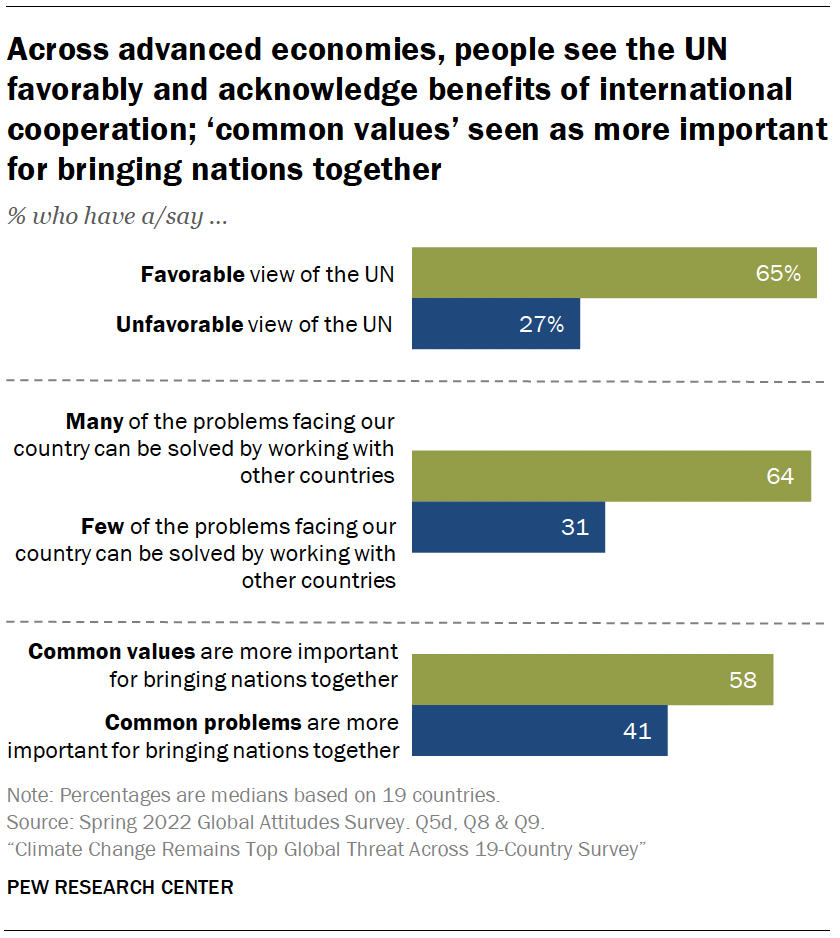 Across advanced economies, people see the UN
favorably and acknowledge benefits of international
cooperation; ‘common values’ seen as more important
for bringing nations together
% who have a/say ...
Favorable view of the UN
65%
Unfavorable view of the UN
27%
Many of the problems facing our
country can be solved by working with
other countries
64
Few of the problems facing our
country can be solved by working with
other countries
31
Common values are more important
for bringing nations together
58
Common problems are more
important for bringing nations together
41
Note: Percentages are medians based on 19 countries.
Source: Spring 2022 Global Attitudes Survey. Q5d, Q8 & Q9.
“Climate Change Remains Top Global Threat Across 19-Country Survey”
PEW RESEARCH CENTER